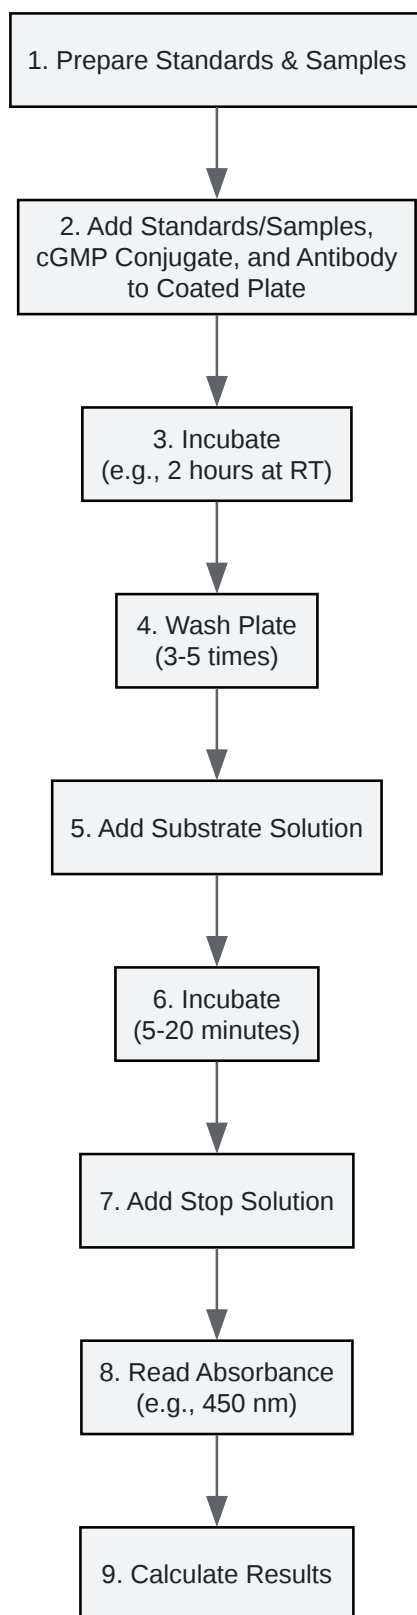 1. Prepare Standards & Samples
2. Add Standards/Samples,
cGMP Conjugate, and Antibody
to Coated Plate
3. Incubate
(e.g., 2 hours at RT)
4. Wash Plate
(3-5 times)
5. Add Substrate Solution
6. Incubate
(5-20 minutes)
7. Add Stop Solution
8. Read Absorbance
(e.g., 450 nm)
9. Calculate Results